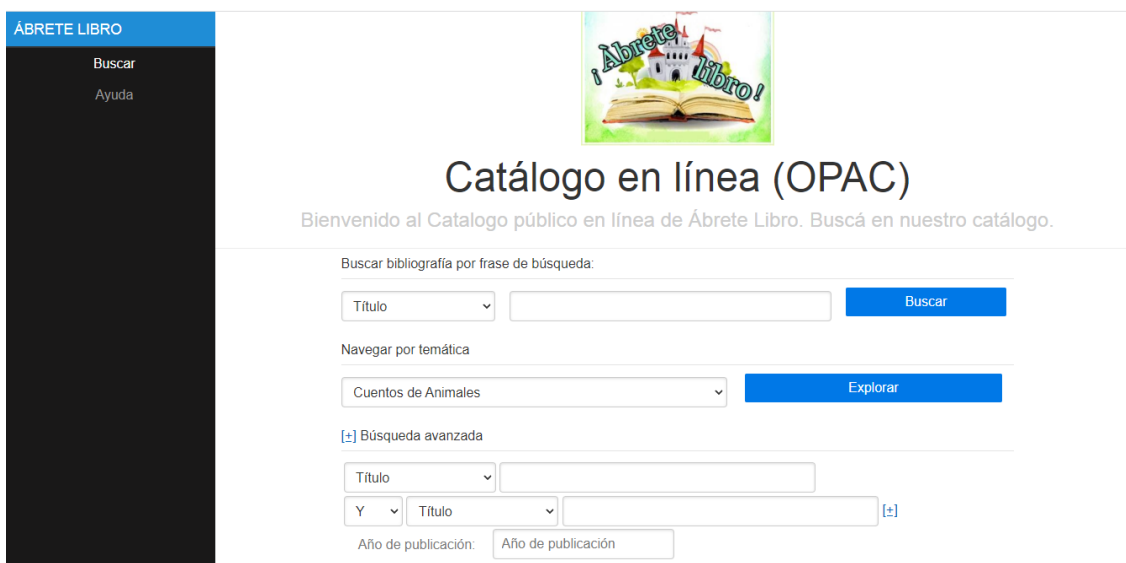 ÁBRETE LIBRO
Buscar
Ayuda
¡Àbrete
libro!
Catálogo en línea (OPAC)
Bienvenido al Catalogo público en línea de Ábrete Libro. Buscá en nuestro catálogo.
Buscar bibliografía por frase de búsqueda:
Título Buscar
Navegar por temática
Cuentos de Animales Explorar
[+] Búsqueda avanzada
Título
Y Título [+]
Año de publicación: Año de publicación